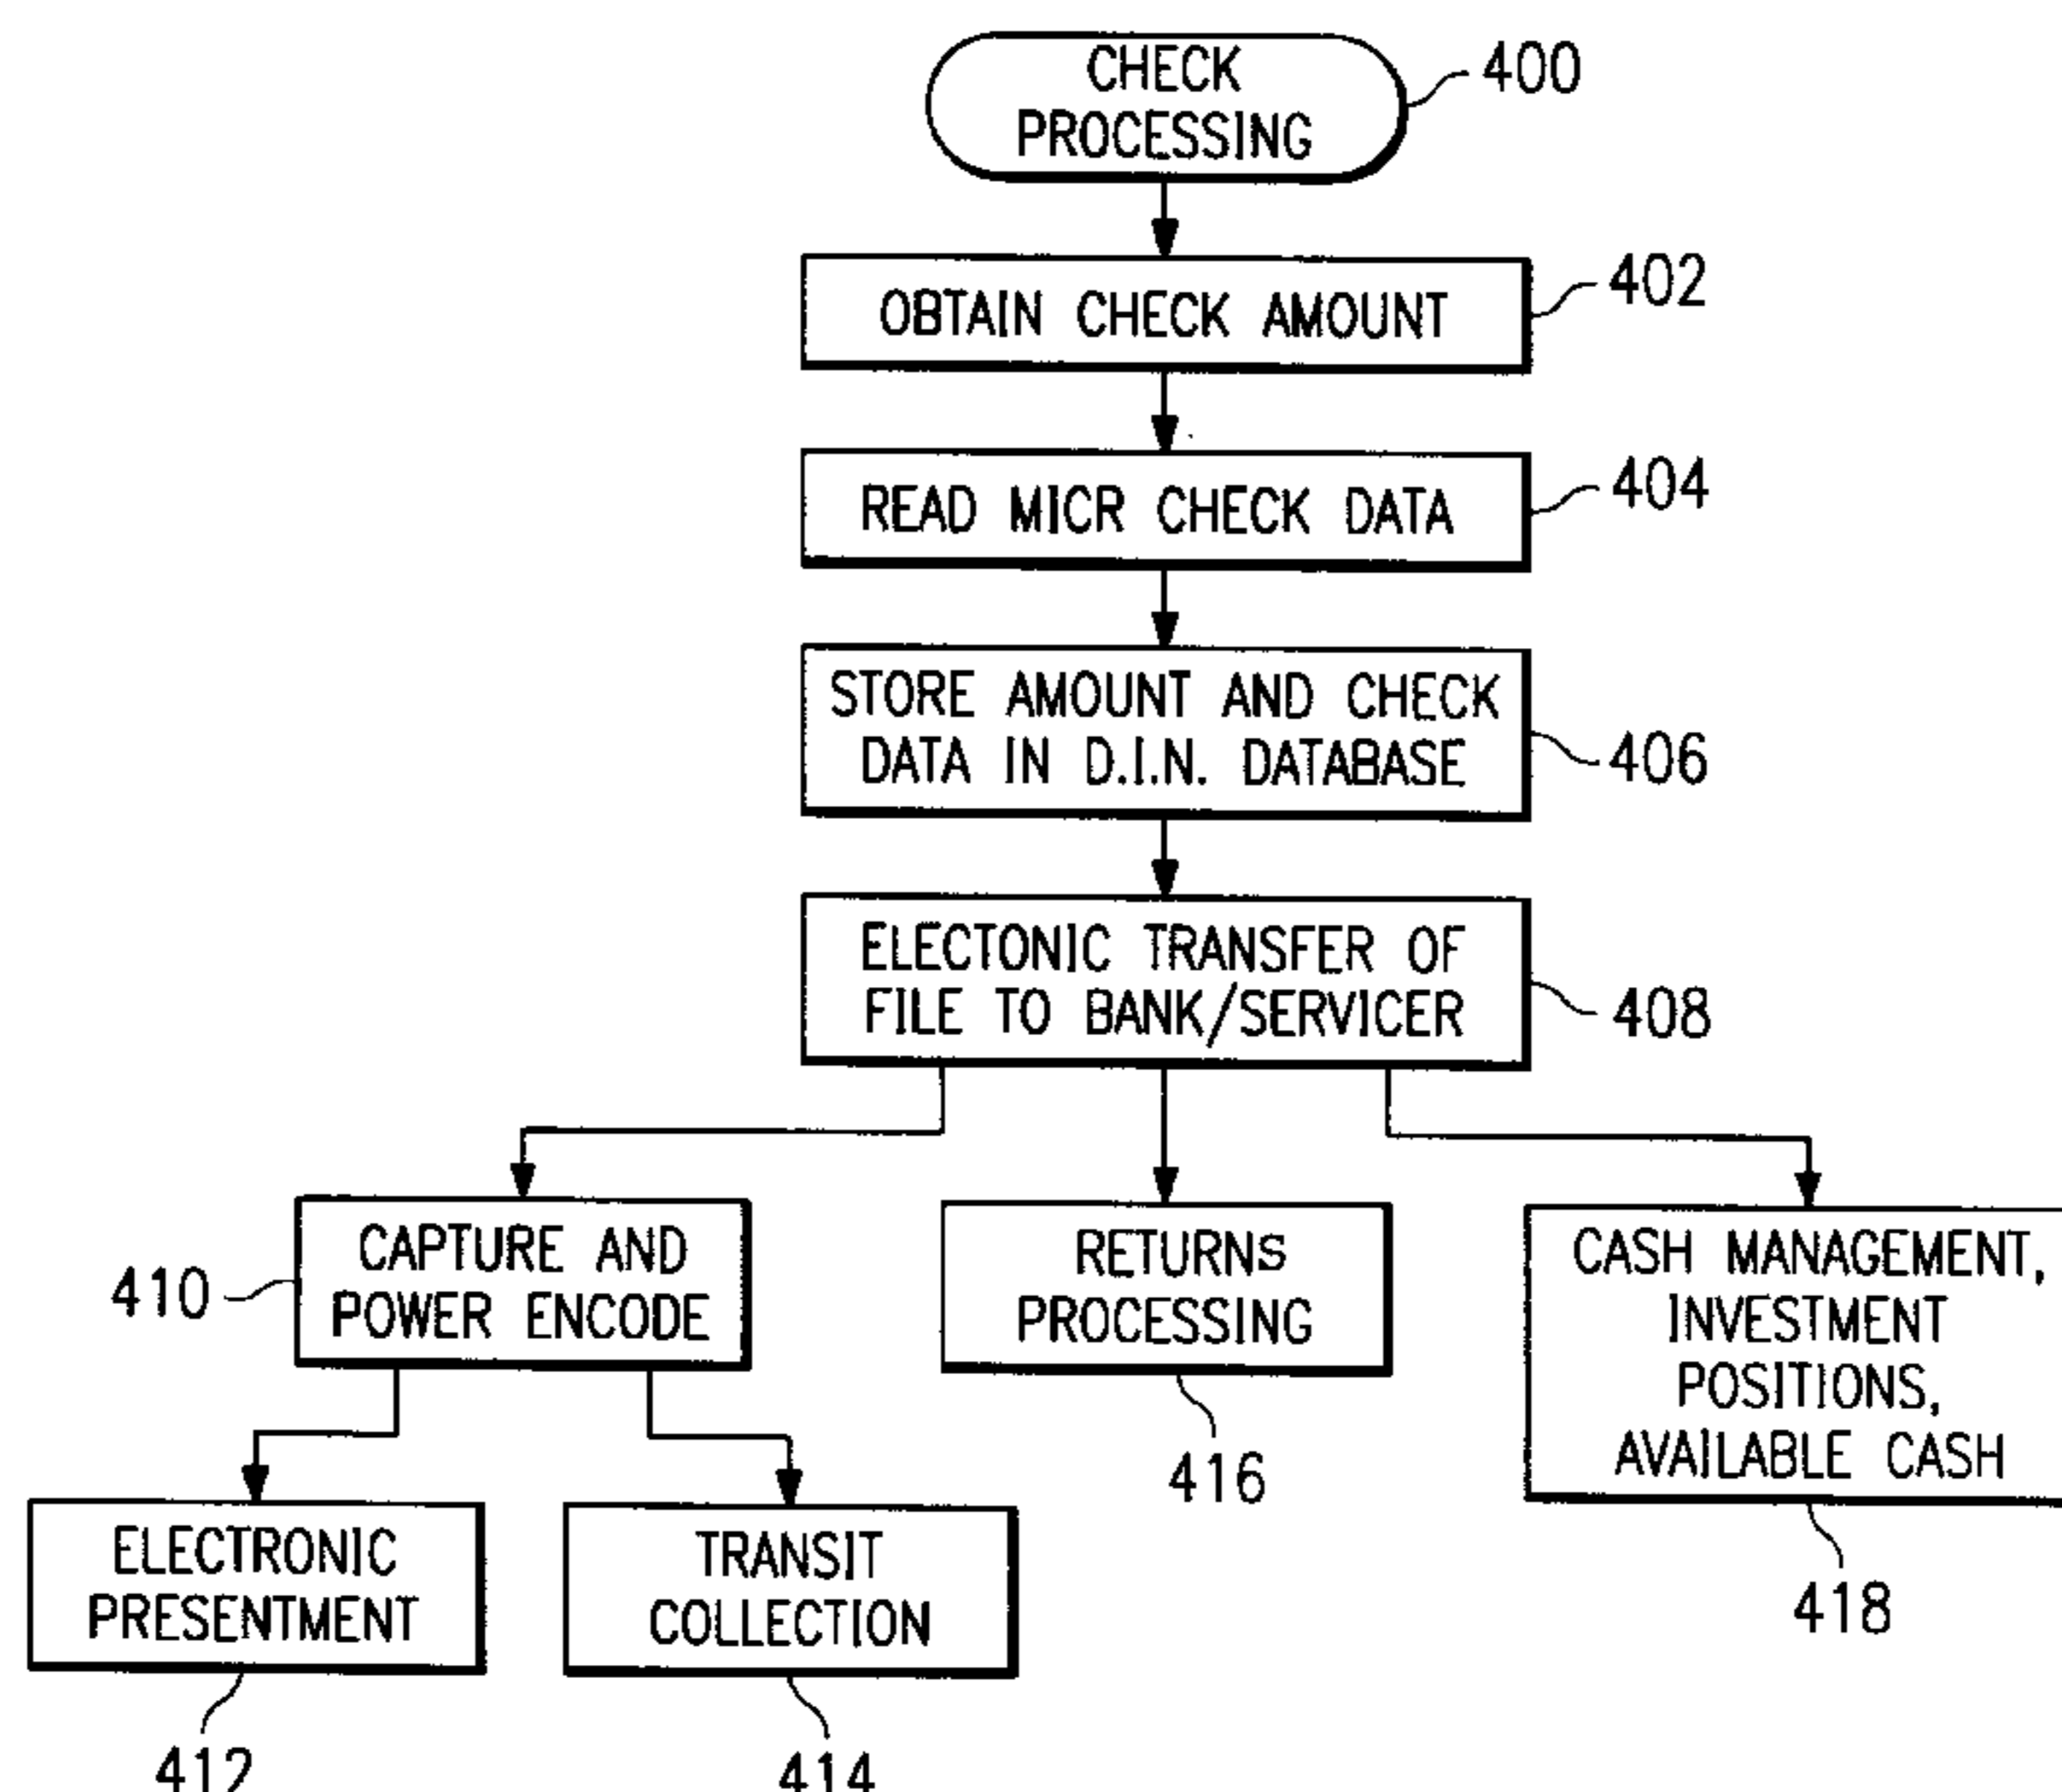 CHECK
PROCESSING
400
OBTAIN CHECK AMOUNT
402
READ MICR CHECK DATA
404
STORE AMOUNT AND CHECK
DATA IN D.I.N. DATABASE
406
ELECTONIC TRANSFER OF
FILE TO BANK/SERVICER
408
CAPTURE AND
POWER ENCODE
410
RETURNS
PROCESSING
416
CASH MANAGEMENT,
INVESTMENT
POSITIONS,
AVAILABLE CASH
418
ELECTRONIC
PRESENTMENT
412
TRANSIT
COLLECTION
414